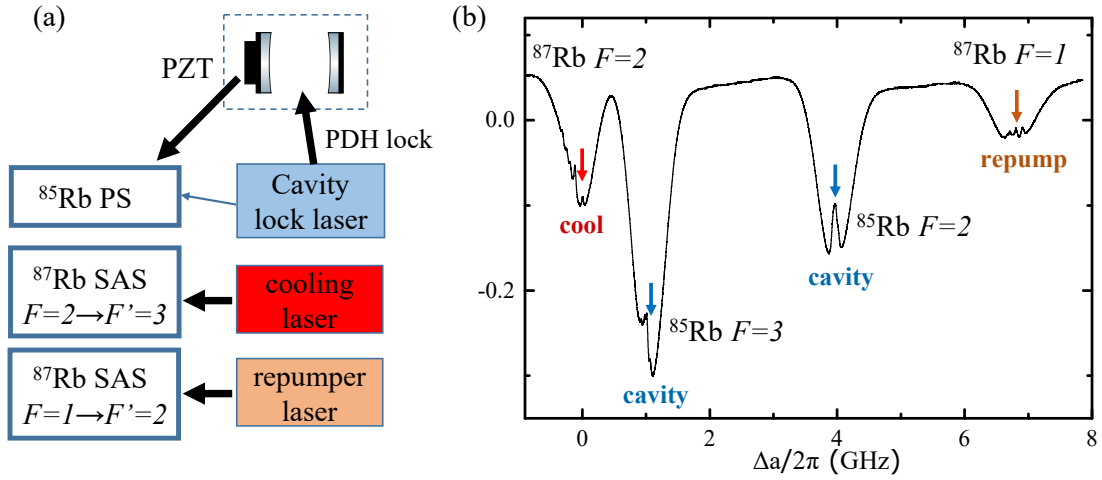 (a)
PZT
PDH lock
⁸⁵Rb PS
Cavity
lock laser
⁸⁷Rb SAS
F=2→F'=3
cooling
laser
⁸⁷Rb SAS
F=1→F'=2
repumper
laser
(b)
⁸⁷Rb F=2
⁸⁷Rb F=1
0.0
-0.2
cool
repump
⁸⁵Rb F=2
cavity
⁸⁵Rb F=3
cavity
0 2 4 6 8
Δa/2π (GHz)